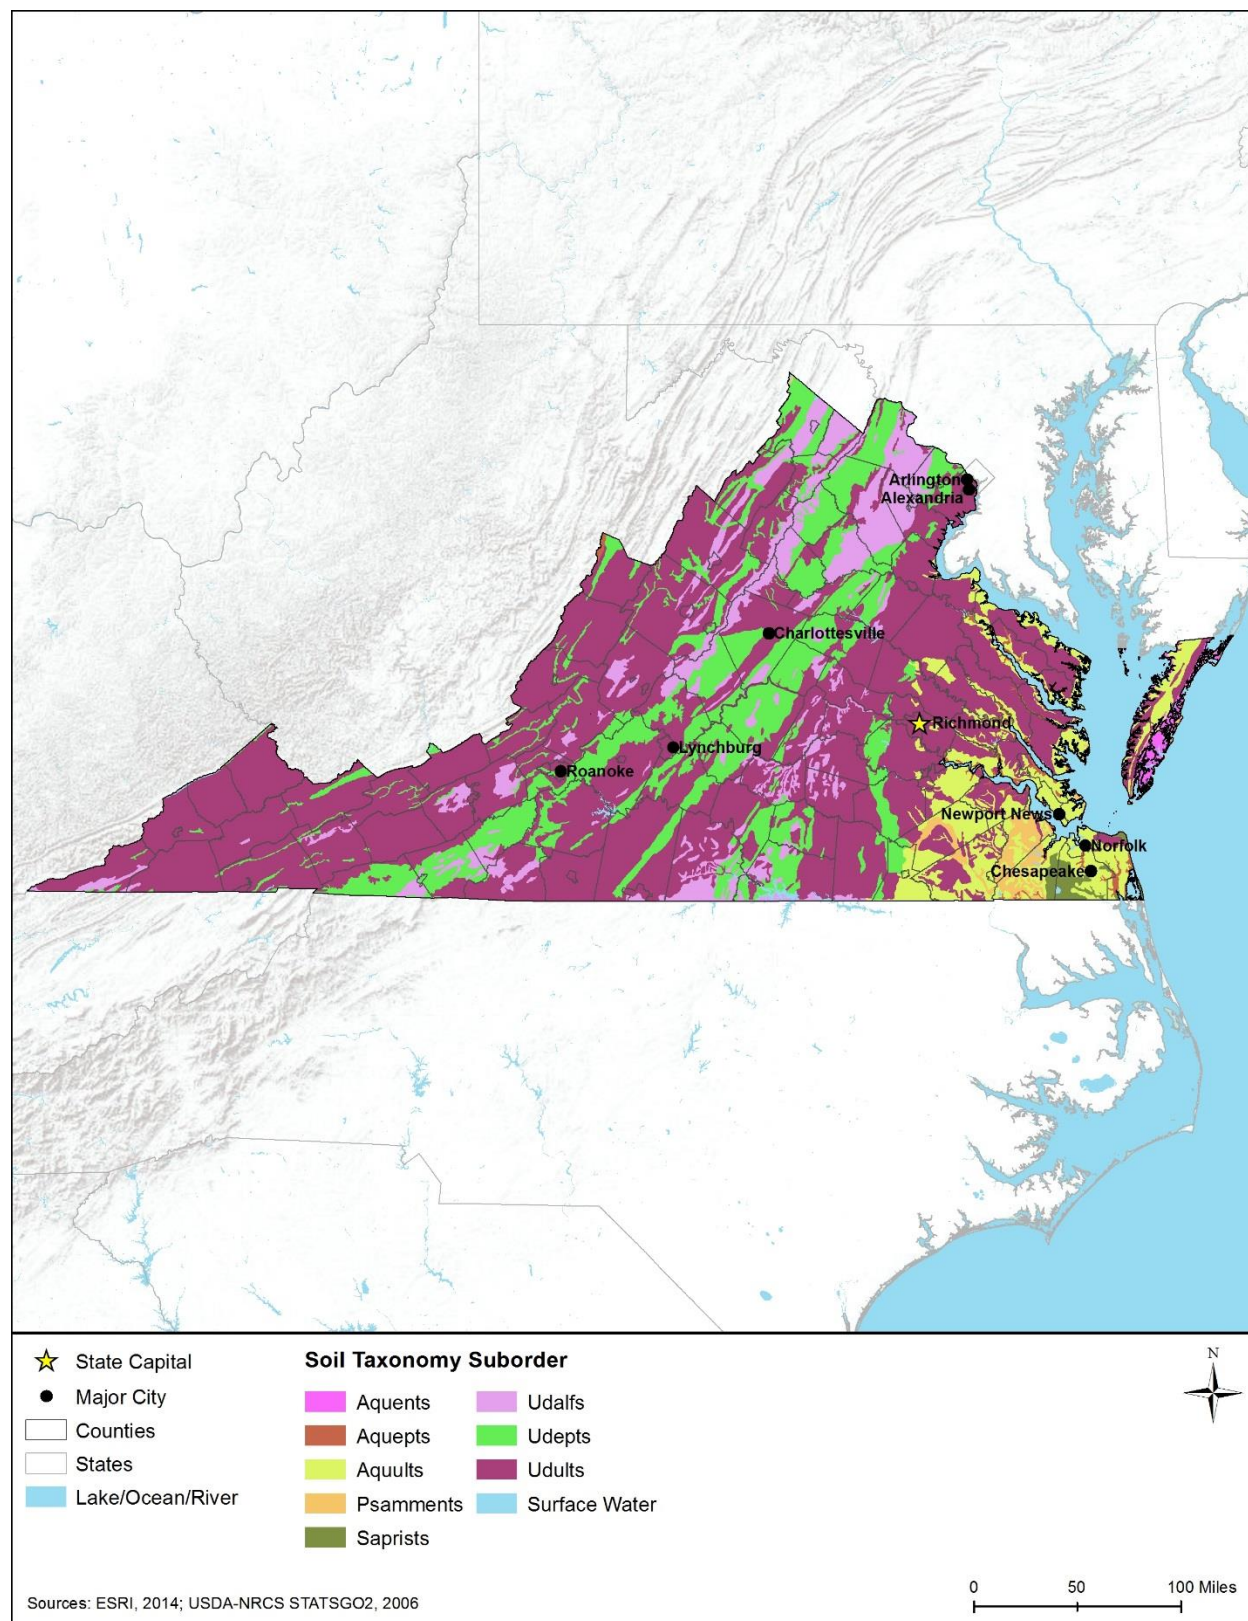 Arlington
Alexandria
Charlottesville
Richmond
Lynchburg
Roanoke
Newport News
Norfolk
Chesapeake
State Capital
Major City
Counties
States
Lake/Ocean/River
Soil Taxonomy Suborder
Aquents
Aquepts
Aquults
Psamments
Saprists
Udalfs
Udepts
Udults
Surface Water
N
0 50 100 Miles
Sources: ESRI, 2014; USDA-NRCS STATSGO2, 2006